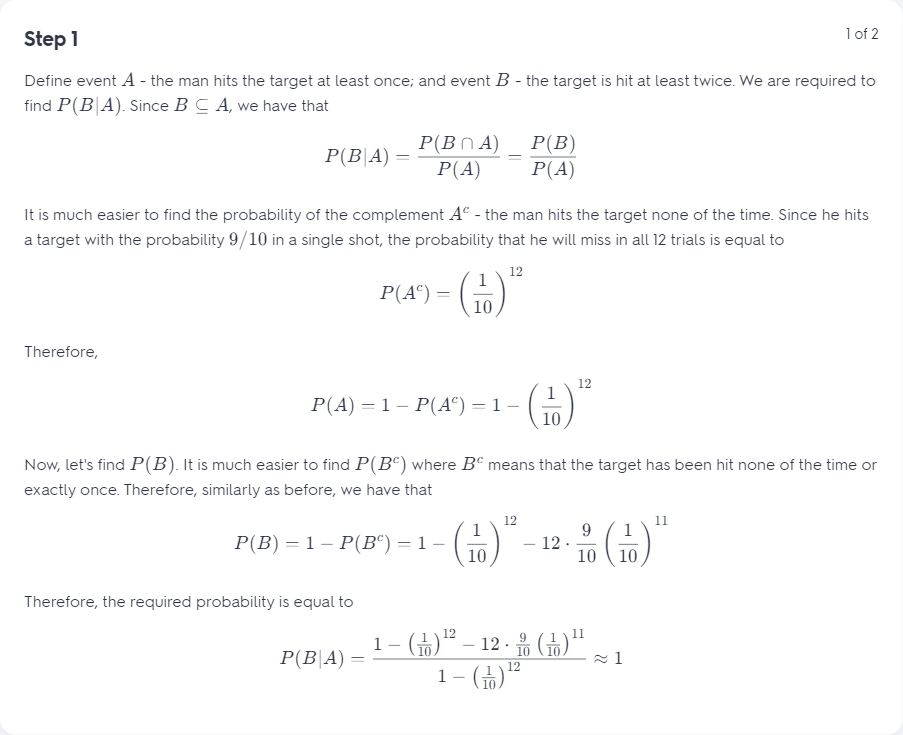 Step 1
1 of 2
Define event A - the man hits the target at least once; and event B - the target is hit at least twice. We are required to
find P(B|A). Since B ⊆ A, we have that
P(B|A) = \frac{P(B ∩ A)}{P(A)} = \frac{P(B)}{P(A)}
It is much easier to find the probability of the complement A^c - the man hits the target none of the time. Since he hits
a target with the probability 9/10 in a single shot, the probability that he will miss in all 12 trials is equal to
P(A^c) = \left(\frac{1}{10}\right)^{12}
Therefore,
P(A) = 1 − P(A^c) = 1 − \left(\frac{1}{10}\right)^{12}
Now, let's find P(B). It is much easier to find P(B^c) where B^c means that the target has been hit none of the time or
exactly once. Therefore, similarly as before, we have that
P(B) = 1 − P(B^c) = 1 − \left(\frac{1}{10}\right)^{12} − 12 · \frac{9}{10} \left(\frac{1}{10}\right)^{11}
Therefore, the required probability is equal to
P(B|A) = \frac{1 − \left(\frac{1}{10}\right)^{12} − 12 · \frac{9}{10} \left(\frac{1}{10}\right)^{11}}{1 − \left(\frac{1}{10}\right)^{12}} ≈ 1